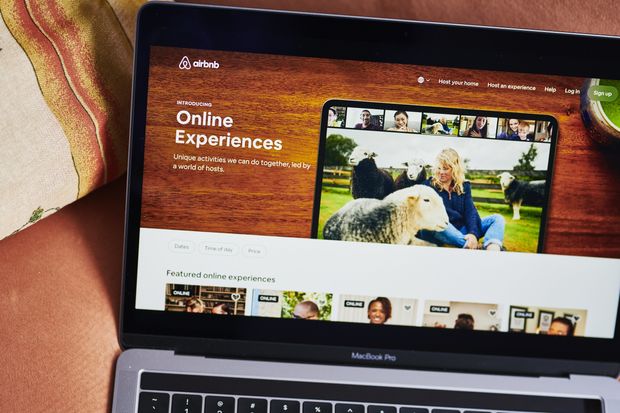 airbnb
Host your home
Host an experience
Help
Log in
Sign up
INTRODUCING
Online
Experiences
Unique activities we can do together, led by
a world of hosts.
Dates
Time of day
Price
Featured online experiences
ONLINE
ONLINE
ONLINE
ONLINE
ONLINE
MacBook Pro